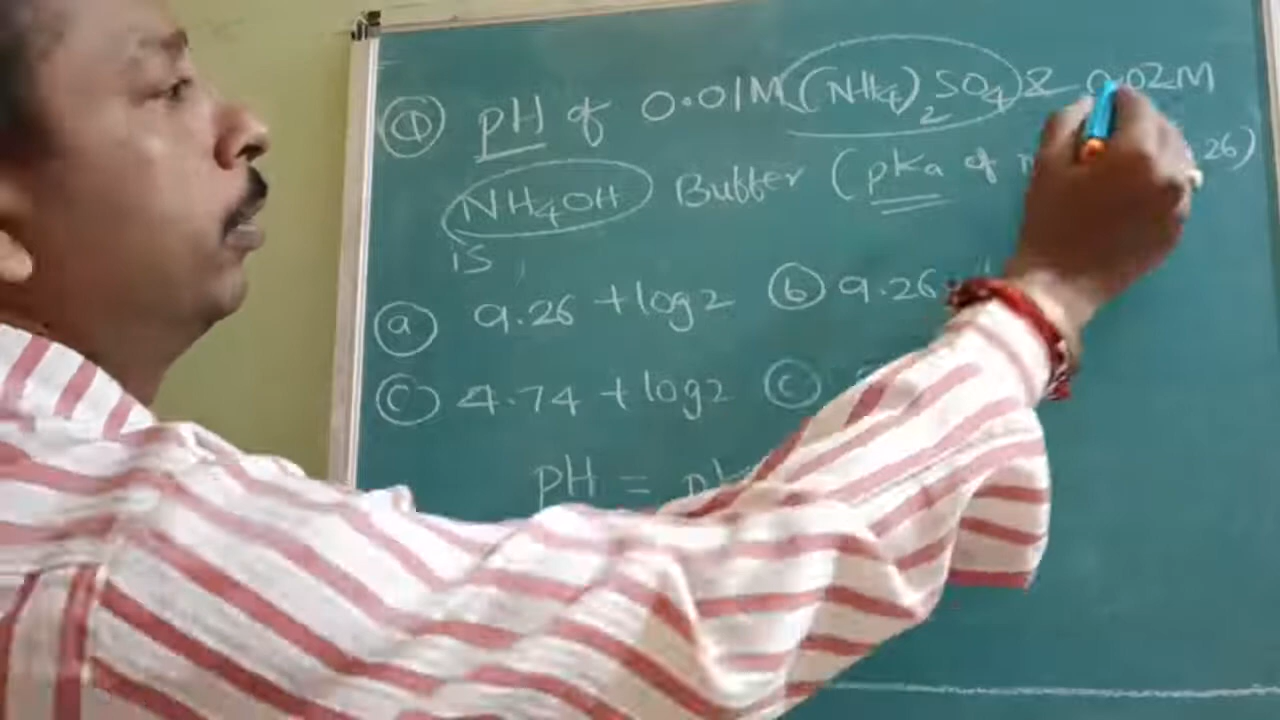 Q pH of 0.01M (NH4)2SO4 & 0.02M
NH4OH Buffer (pKa of 26)
is
a 9.26 + log2 b 9.26
c 4.74 + log2 c
pH =